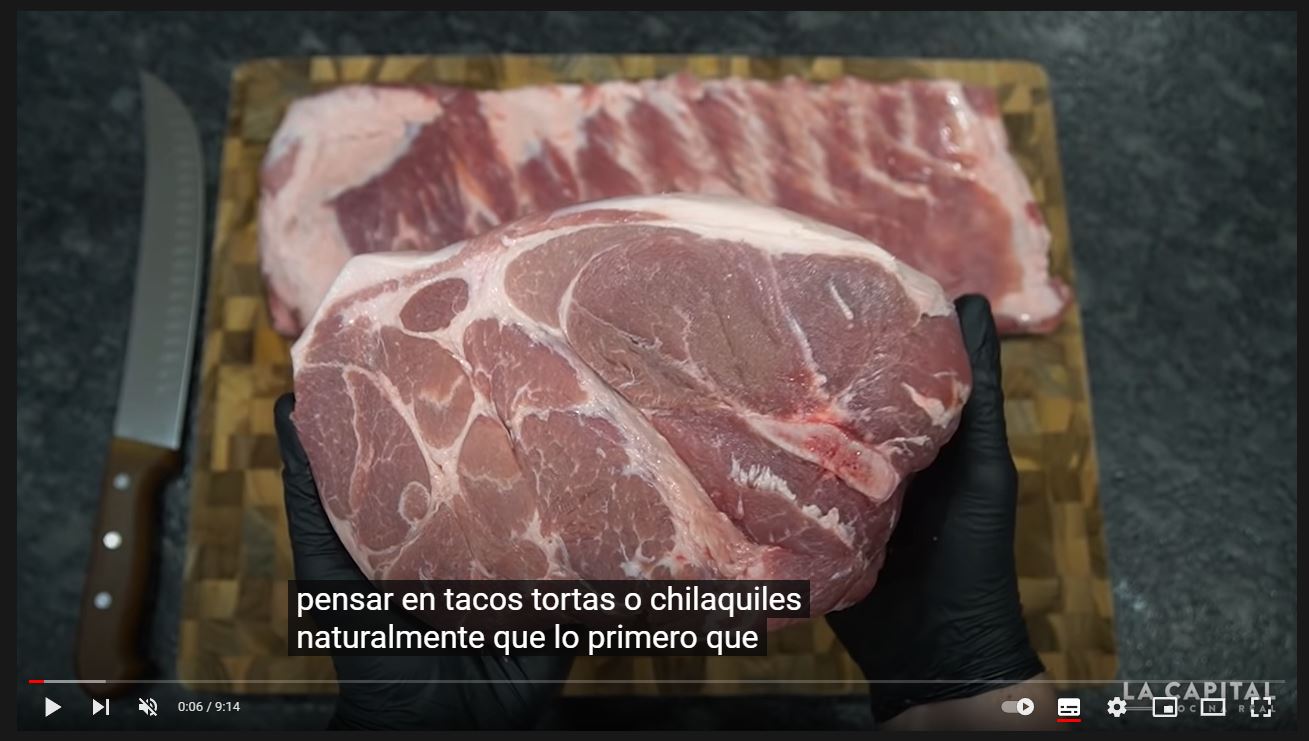 pensar en tacos tortas o chilaquiles
naturalmente que lo primero que
0:06 / 9:14
LA CAPITAL